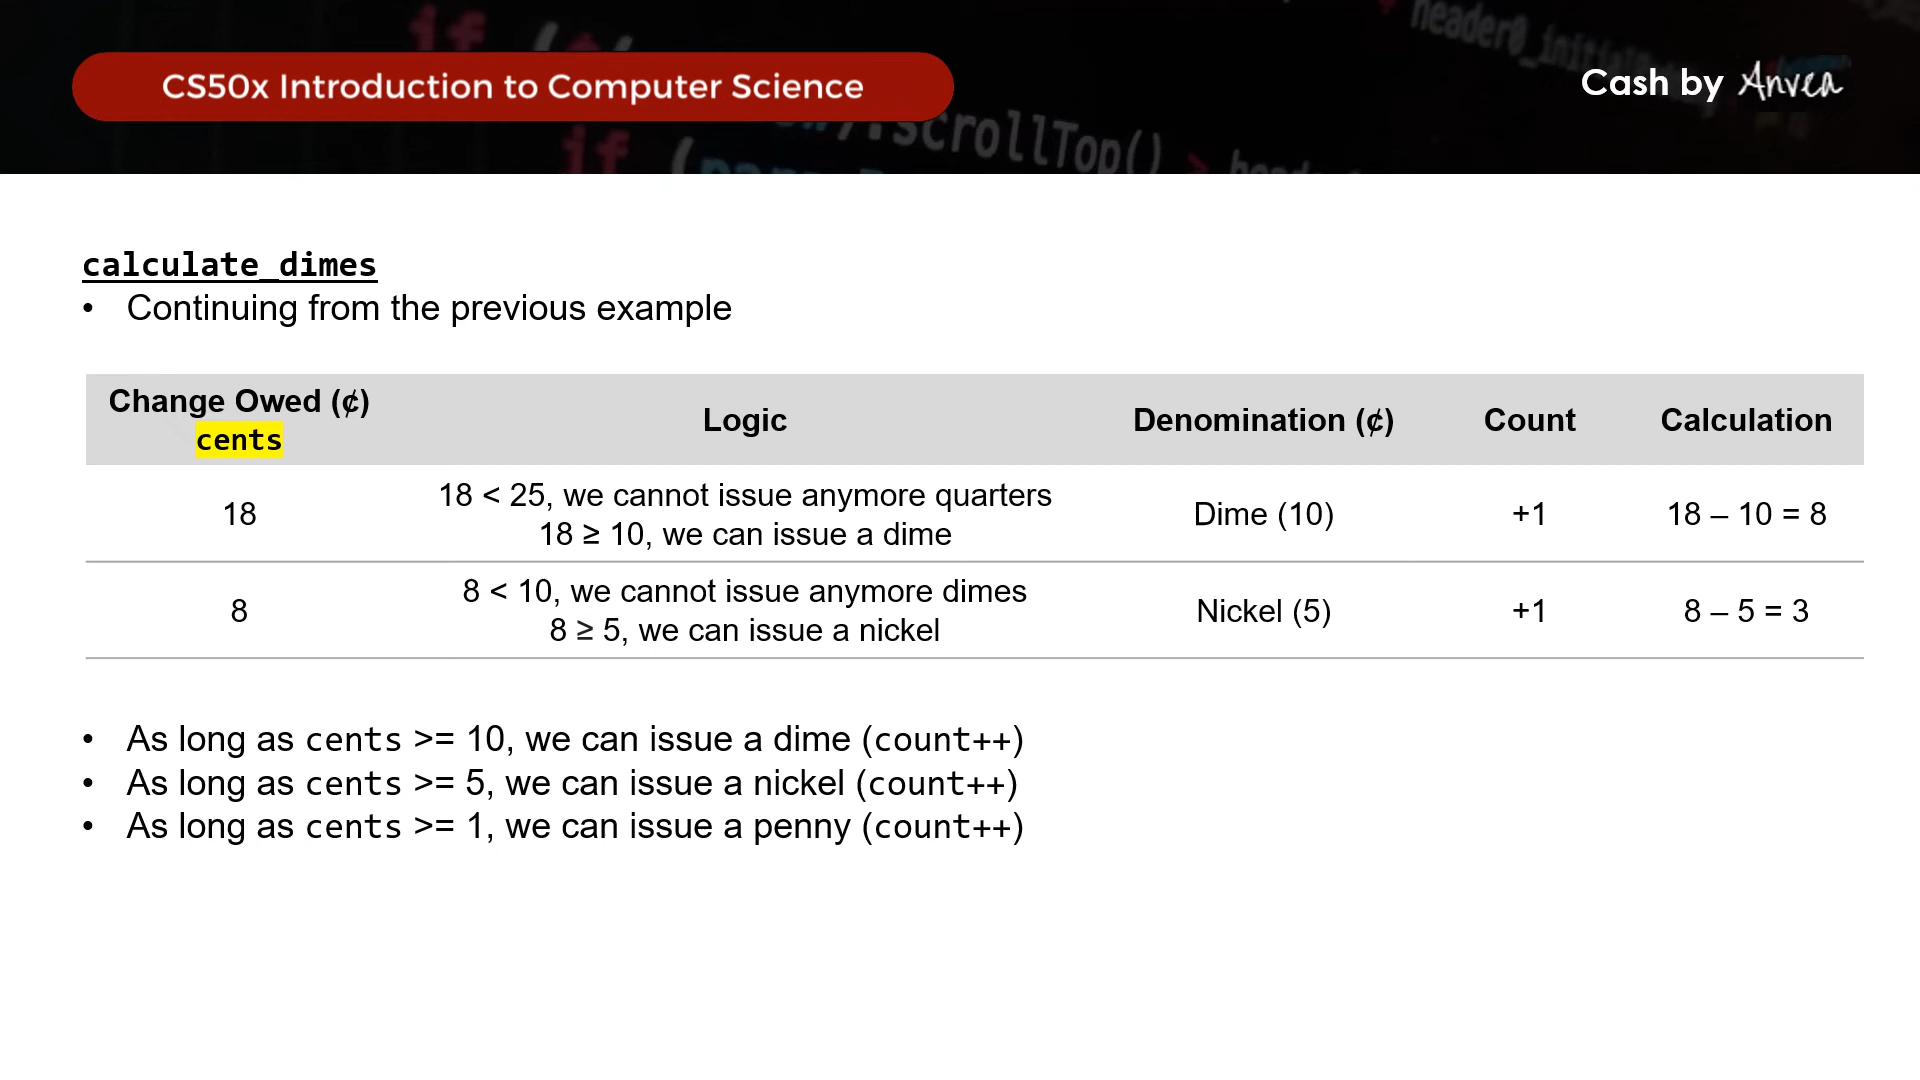 if (
header0_initial
CS50x Introduction to Computer Science
Cash by Anvea
.scrollTop() >
if (
calculate_dimes
• Continuing from the previous example
Change Owed (¢) Logic Denomination (¢) Count Calculation
cents
18 18 < 25, we cannot issue anymore quarters Dime (10) +1 18 – 10 = 8
18 ≥ 10, we can issue a dime
8 8 < 10, we cannot issue anymore dimes Nickel (5) +1 8 – 5 = 3
8 ≥ 5, we can issue a nickel
• As long as cents >= 10, we can issue a dime (count++)
• As long as cents >= 5, we can issue a nickel (count++)
• As long as cents >= 1, we can issue a penny (count++)